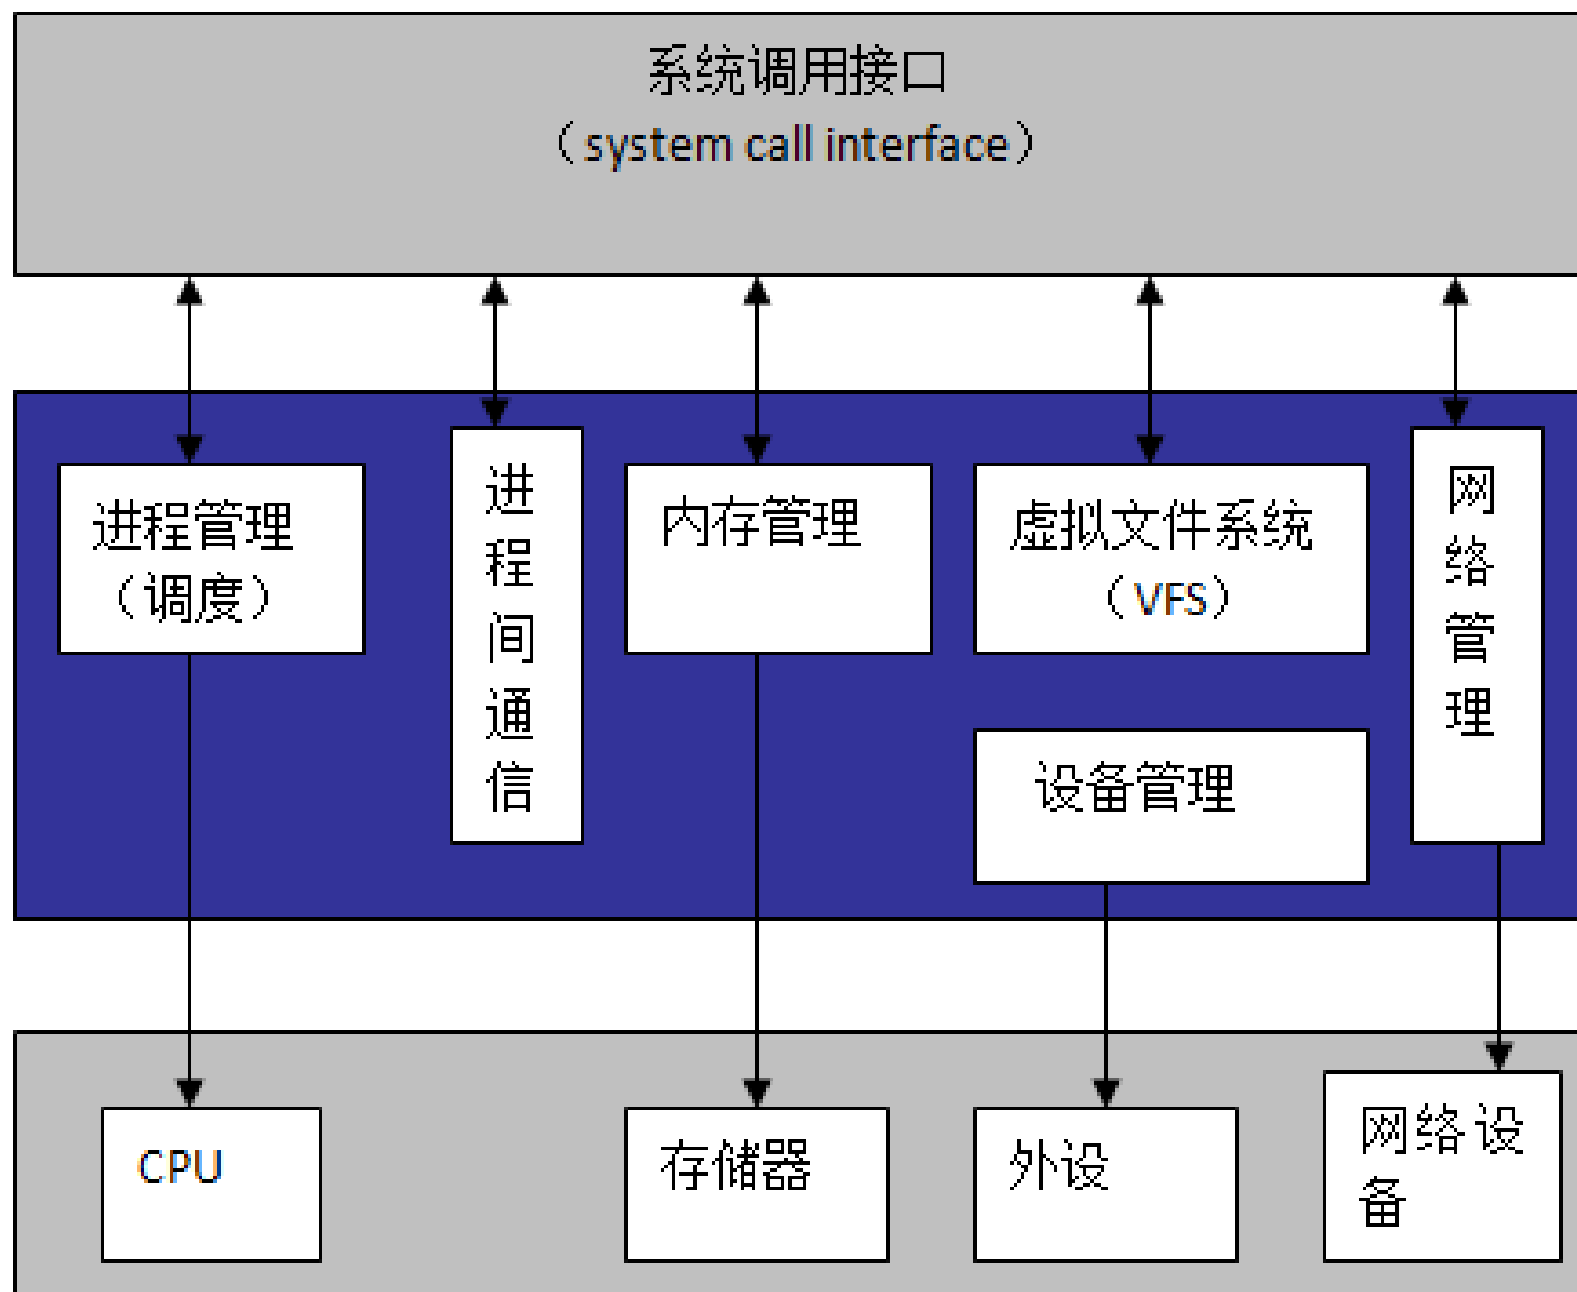 系统调用接口
（system call interface）
进程管理
（调度）
进
程
间
通
信
内存管理
虚拟文件系统
（VFS）
设备管理
网
络
管
理
CPU
存储器
外设
网络设
备